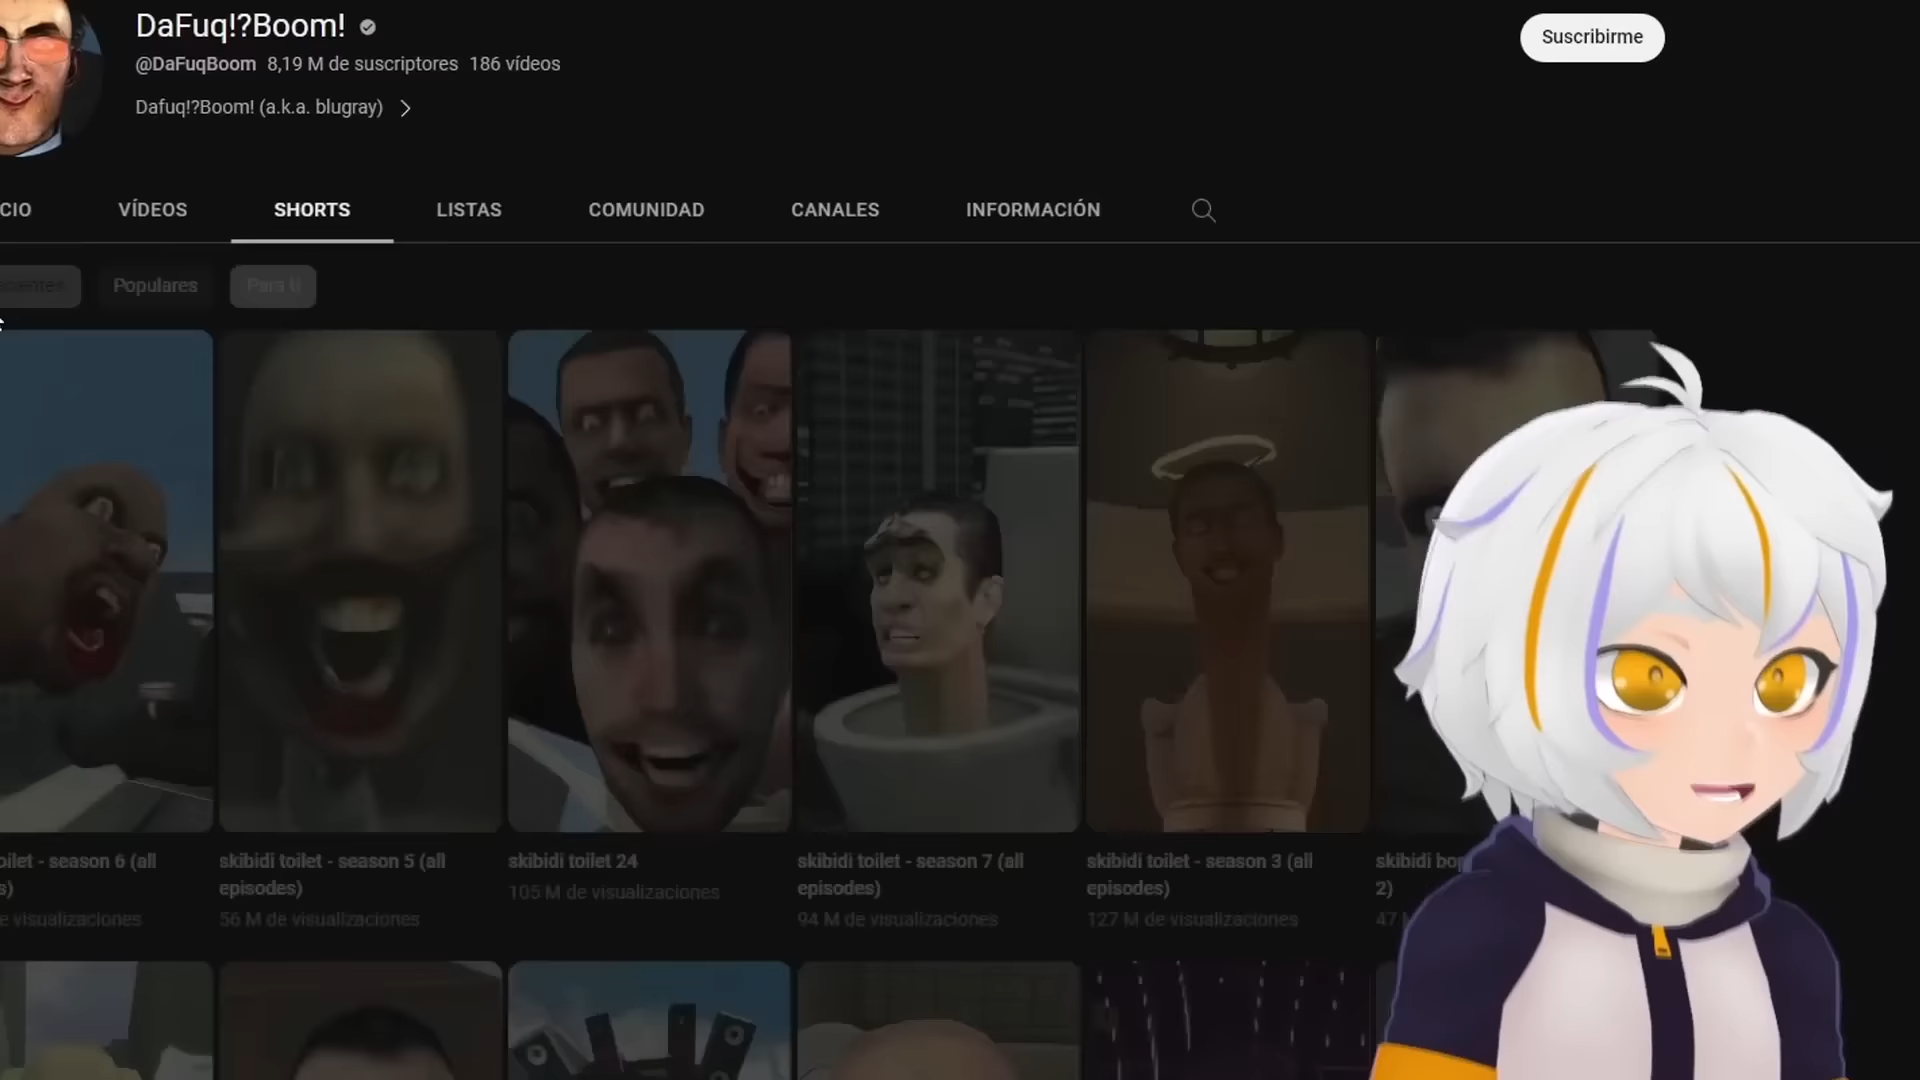 DaFuq!?Boom!
Suscribirme
@DaFuqBoom 8,19 M de suscriptores 186 vídeos
Dafuq!?Boom! (a.k.a. blugray)
CIO VÍDEOS SHORTS LISTAS COMUNIDAD CANALES INFORMACIÓN
Populares
oilet - season 6 (all
s)
e visualizaciones
skibidi toilet - season 5 (all
episodes)
56 M de visualizaciones
skibidi toilet 24
105 M de visualizaciones
skibidi toilet - season 7 (all
episodes)
94 M de visualizaciones
skibidi toilet - season 3 (all
episodes)
127 M de visualizaciones
skibidi
2)
47